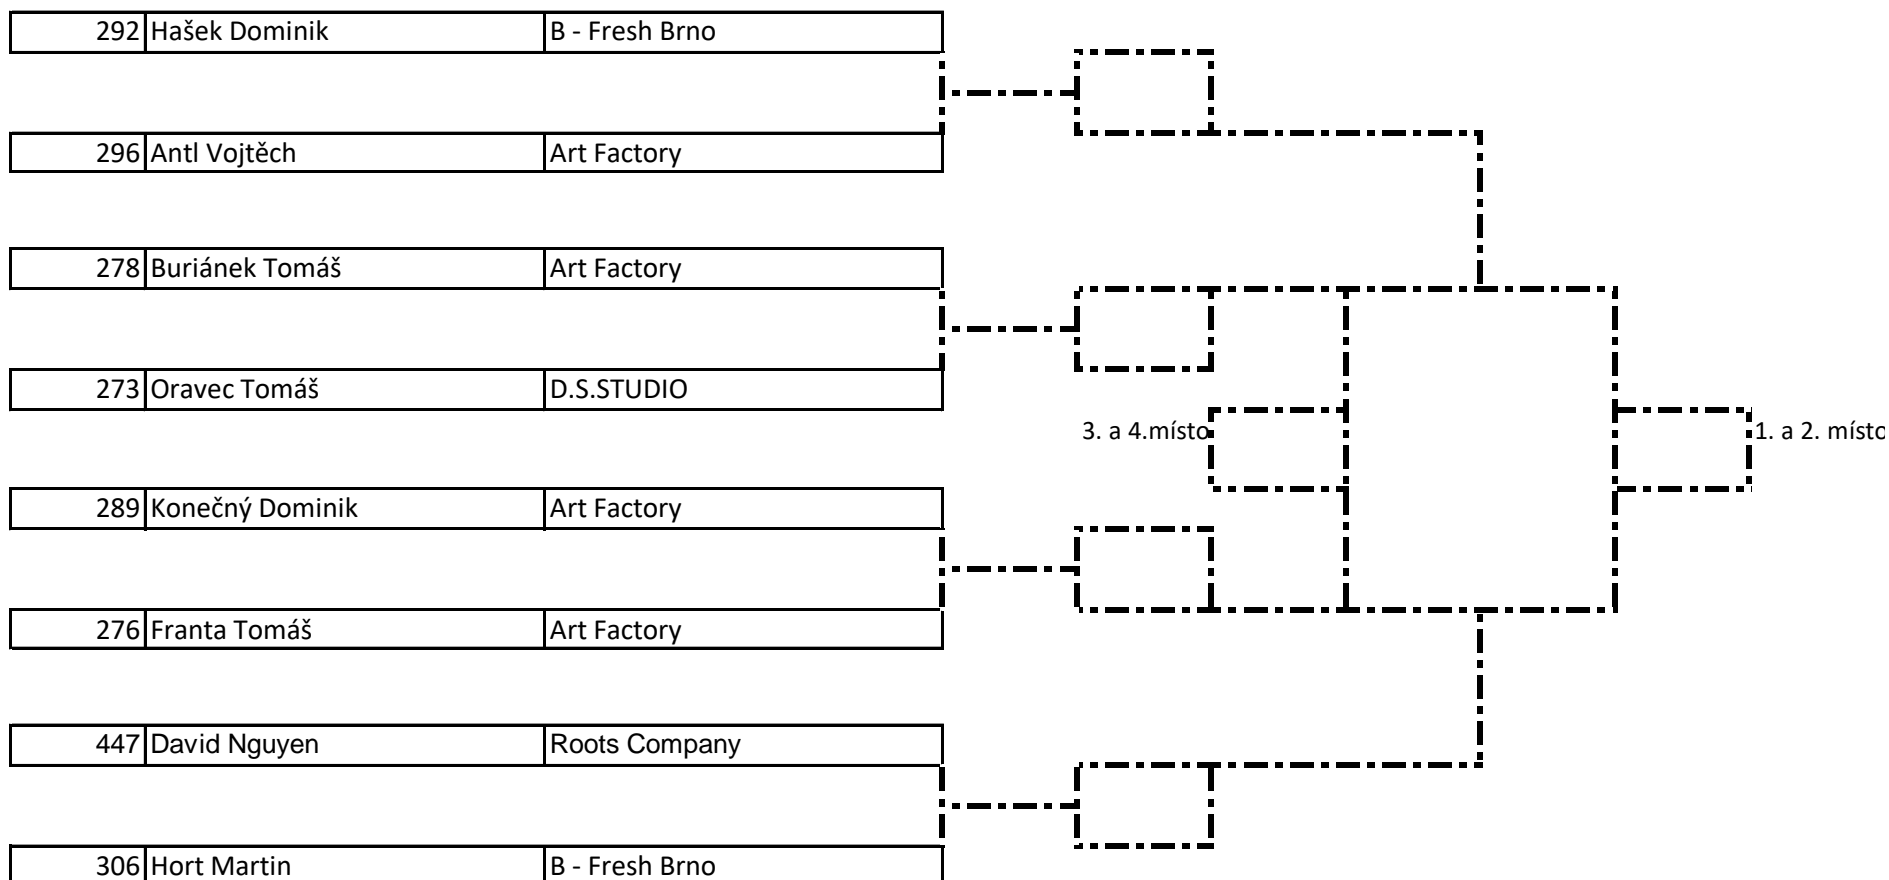 292 Hašek Dominik B - Fresh Brno
296 Antl Vojtěch Art Factory
278 Buriánek Tomáš Art Factory
273 Oravec Tomáš D.S.STUDIO
3. a 4.místo 1. a 2. místo
289 Konečný Dominik Art Factory
276 Franta Tomáš Art Factory
447 David Nguyen Roots Company
306 Hort Martin B - Fresh Brno